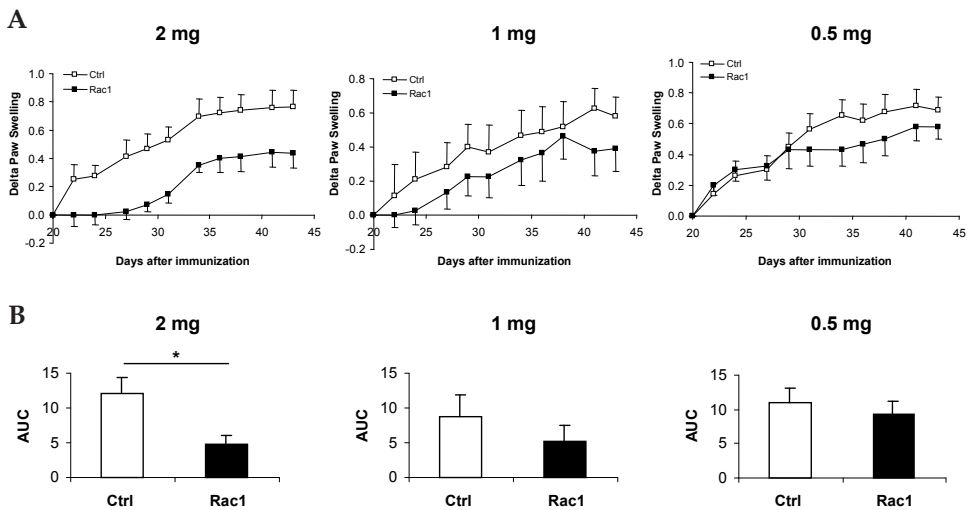 A
2 mg
1 mg
0.5 mg
Ctrl
Rac1
Delta Paw Swelling
1.0
0.8
0.6
0.4
0.2
0.0
-0.2
20 25 30 35 40 45
Days after immunization
Ctrl
Rac1
Delta Paw Swelling
0.8
0.6
0.4
0.2
0.0
-0.2
20 25 30 35 40 45
Days after immunization
Ctrl
Rac1
Delta Paw Swelling
1.0
0.8
0.6
0.4
0.2
0.0
20 25 30 35 40 45
Days after immunization
B
2 mg
1 mg
0.5 mg
*
AUC
15
10
5
0
Ctrl Rac1
AUC
15
10
5
0
Ctrl Rac1
AUC
15
10
5
0
Ctrl Rac1